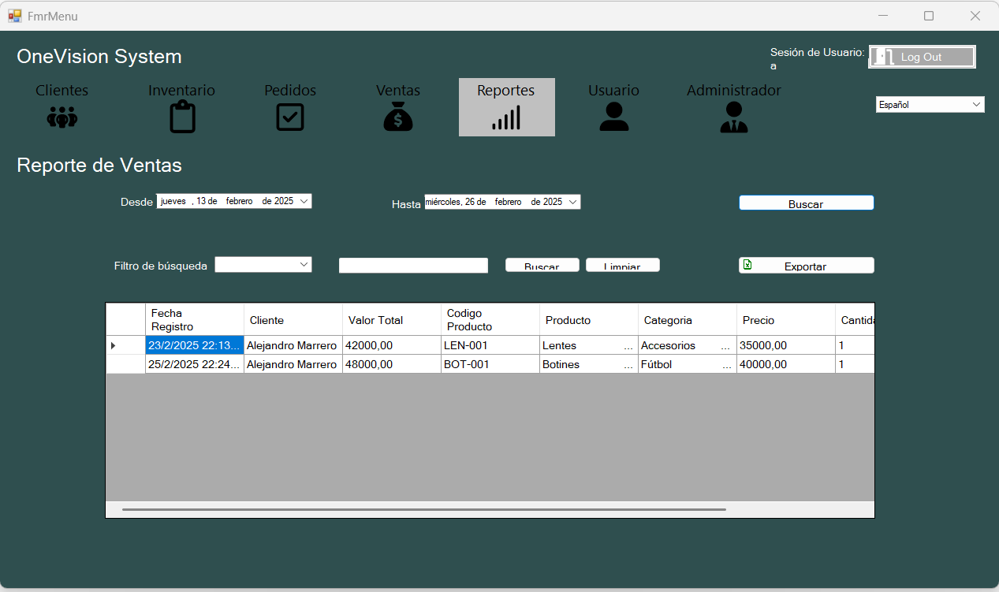 FmrMenu
OneVision System
Sesión de Usuario:
a
Log Out
Clientes
Inventario
Pedidos
Ventas
Reportes
Usuario
Administrador
Español
Reporte de Ventas
Desde
jueves , 13 de febrero de 2025
Hasta
miércoles, 26 de febrero de 2025
Buscar
Filtro de búsqueda
Buscar
Limpiar
Exportar
Fecha
Registro
Cliente
Valor Total
Codigo
Producto
Producto
Categoria
Precio
Cantida
23/2/2025 22:13... Alejandro Marrero 42000,00 LEN-001 Lentes ... Accesorios ... 35000,00 1
25/2/2025 22:24... Alejandro Marrero 48000,00 BOT-001 Botines ... Fútbol ... 40000,00 1